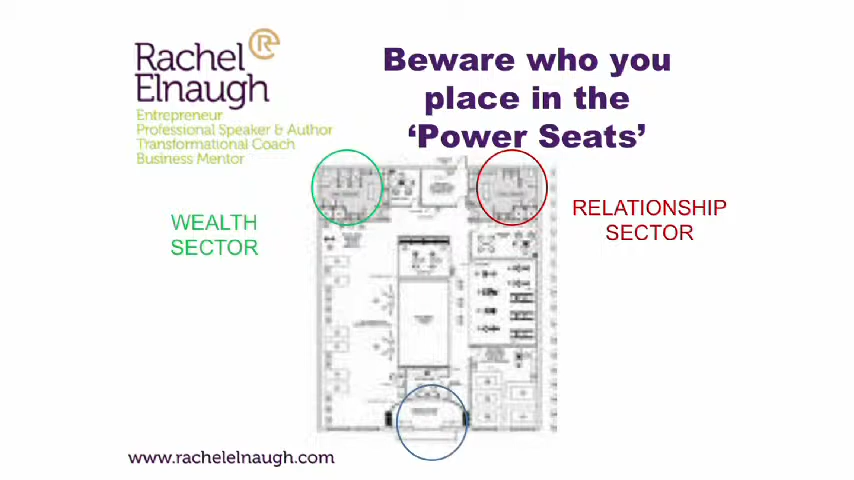 Rachel
Elnaugh
R
Entrepreneur
Professional Speaker & Author
Transformational Coach
Business Mentor
Beware who you
place in the
‘Power Seats’
WEALTH
SECTOR
RELATIONSHIP
SECTOR
www.rachelelnaugh.com